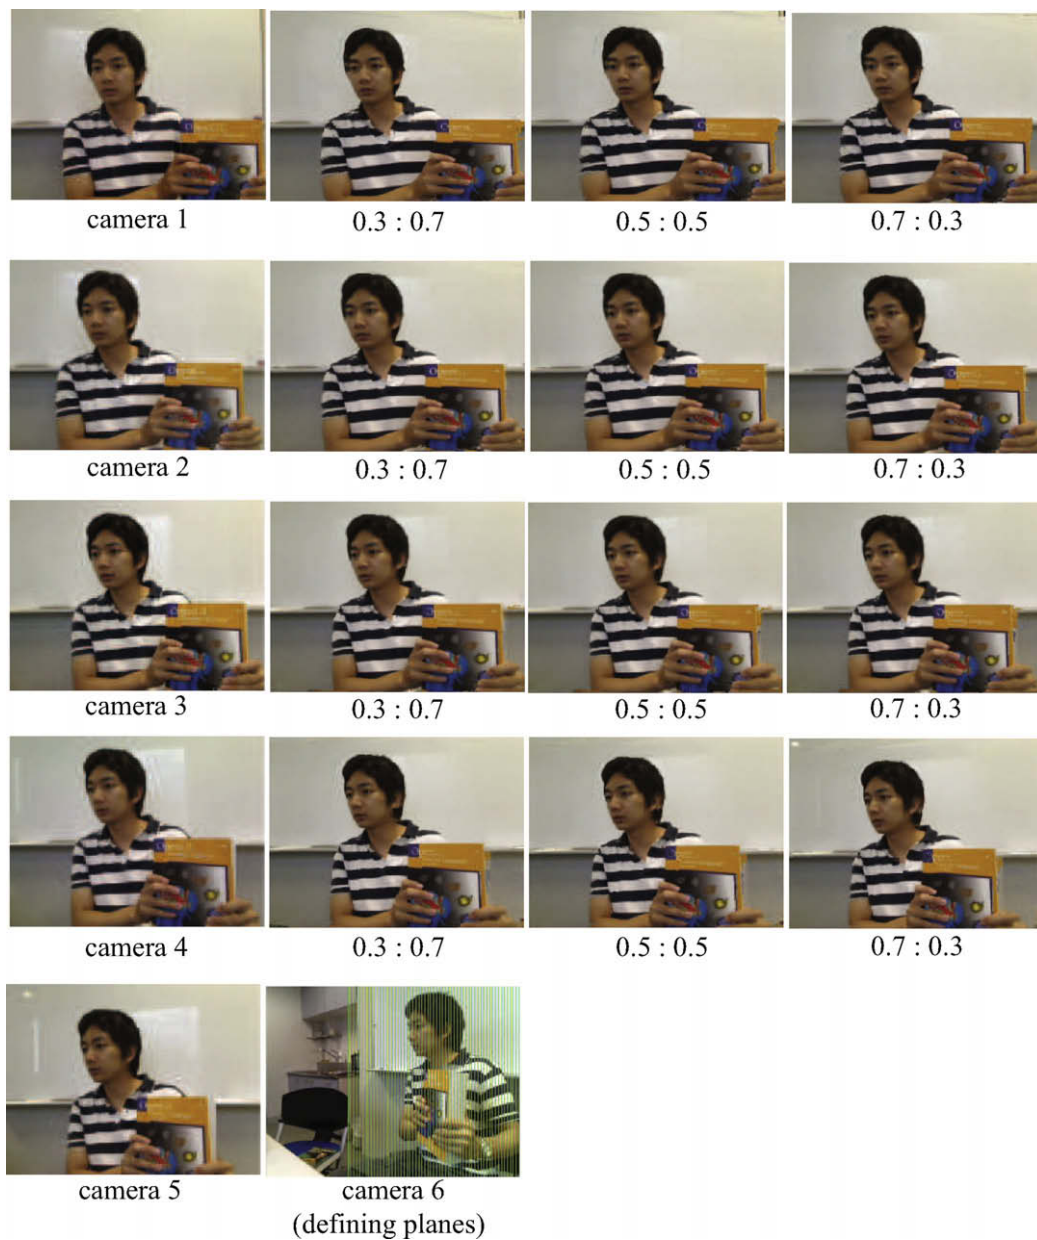 camera 1 0.3 : 0.7 0.5 : 0.5 0.7 : 0.3
camera 2 0.3 : 0.7 0.5 : 0.5 0.7 : 0.3
camera 3 0.3 : 0.7 0.5 : 0.5 0.7 : 0.3
camera 4 0.3 : 0.7 0.5 : 0.5 0.7 : 0.3
camera 5 camera 6
(defining planes)